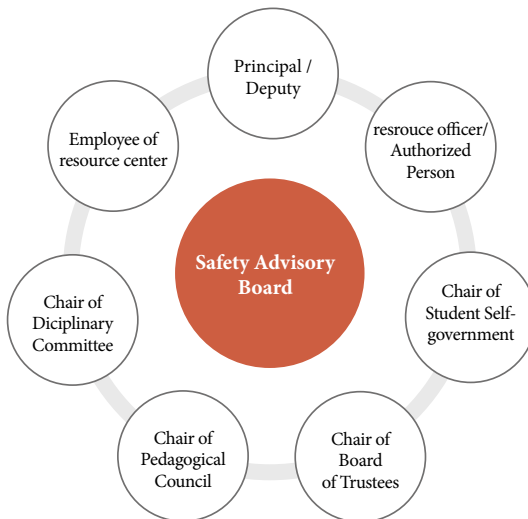 Principal /
Deputy
resrouce officer/
Authorized
Person
Chair of
Student Self-
government
Chair of
Board
of Trustees
Chair of
Pedagogical
Council
Chair of
Diciplinary
Committee
Employee of
resource center
Safety Advisory
Board